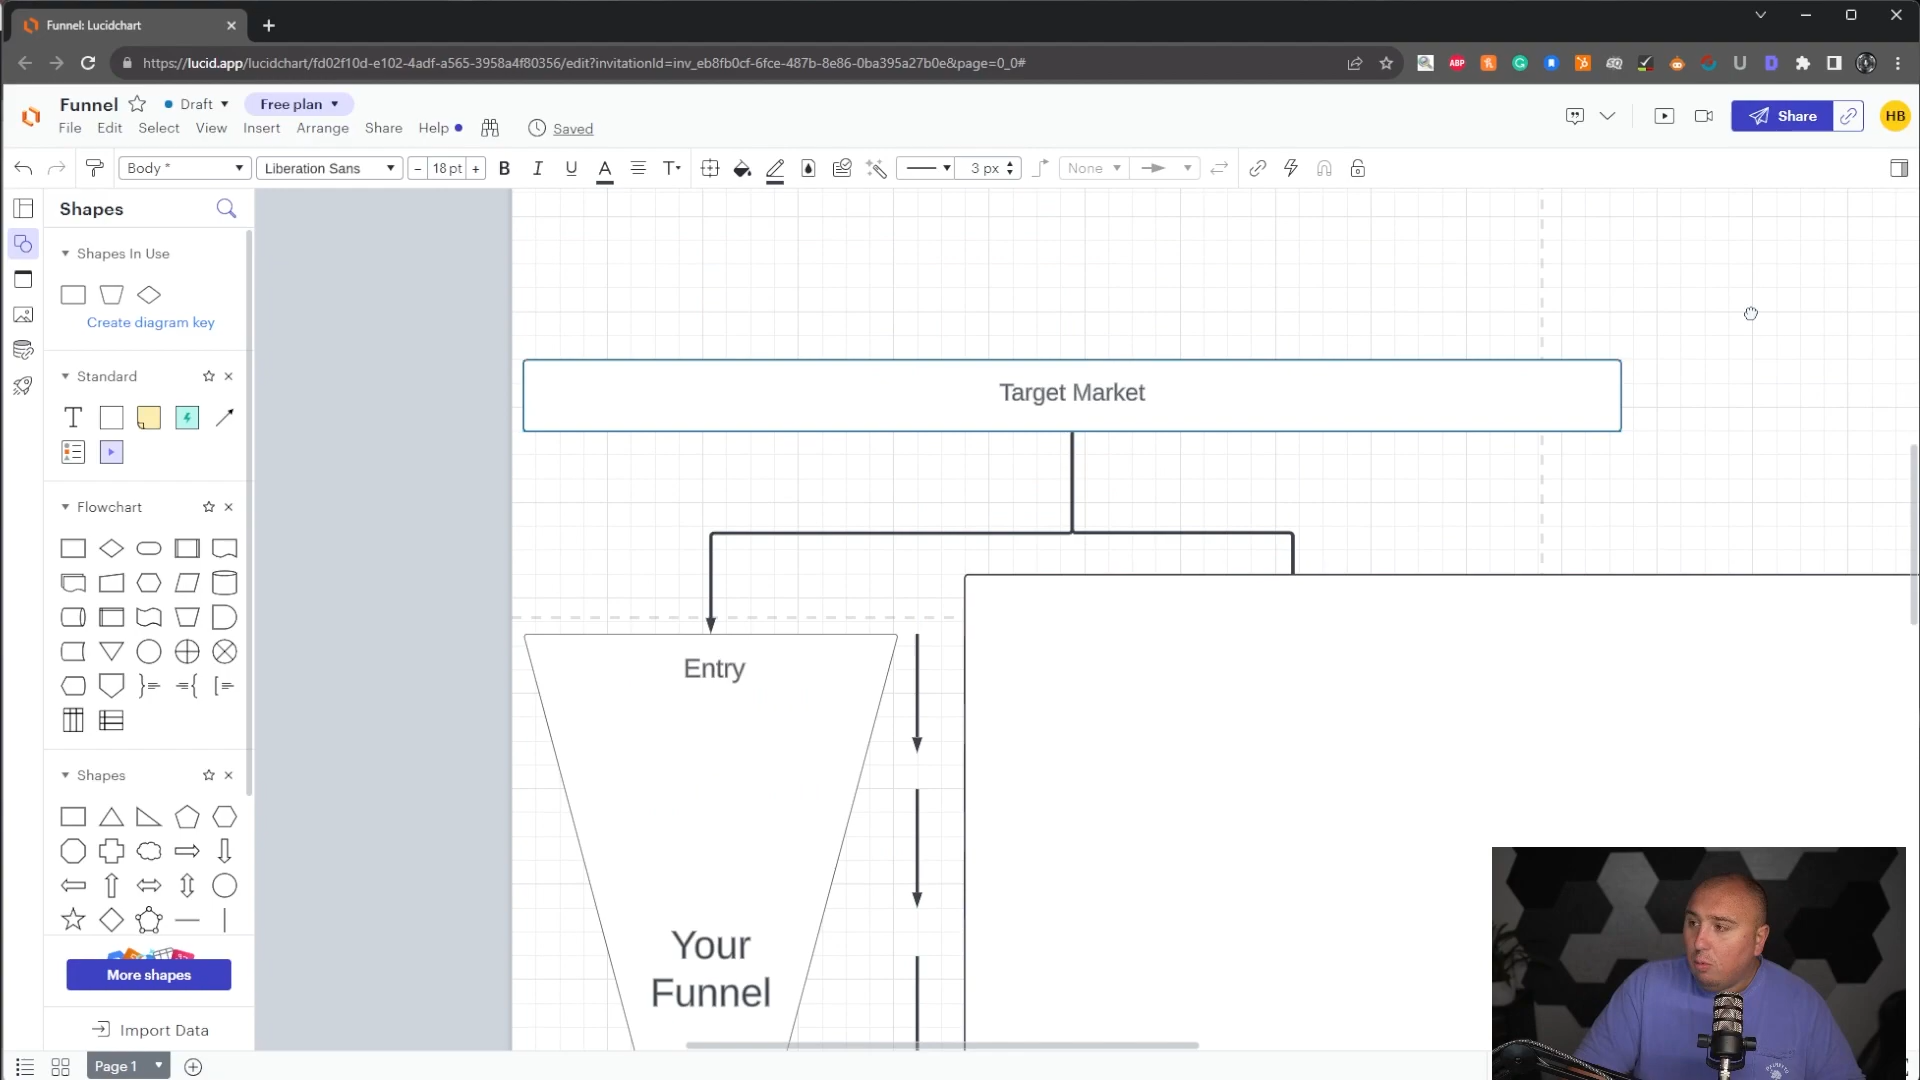 Funnel: Lucidchart
https://lucid.app/lucidchart/fd02f10d-e102-4adf-a565-3958a4f80356/edit?invitationId=inv_eb8fb0cf-6fce-487b-8e86-0ba395a27b0e&page=0_0#
ABP
Funnel Draft Free plan
File Edit Select View Insert Arrange Share Help Saved
Share
HB
Body * Liberation Sans - 18 pt + B I U A T 3 px None
Shapes
Shapes In Use
Create diagram key
Standard
T
Flowchart
Shapes
More shapes
Import Data
Page 1
Target Market
Entry
Your
Funnel